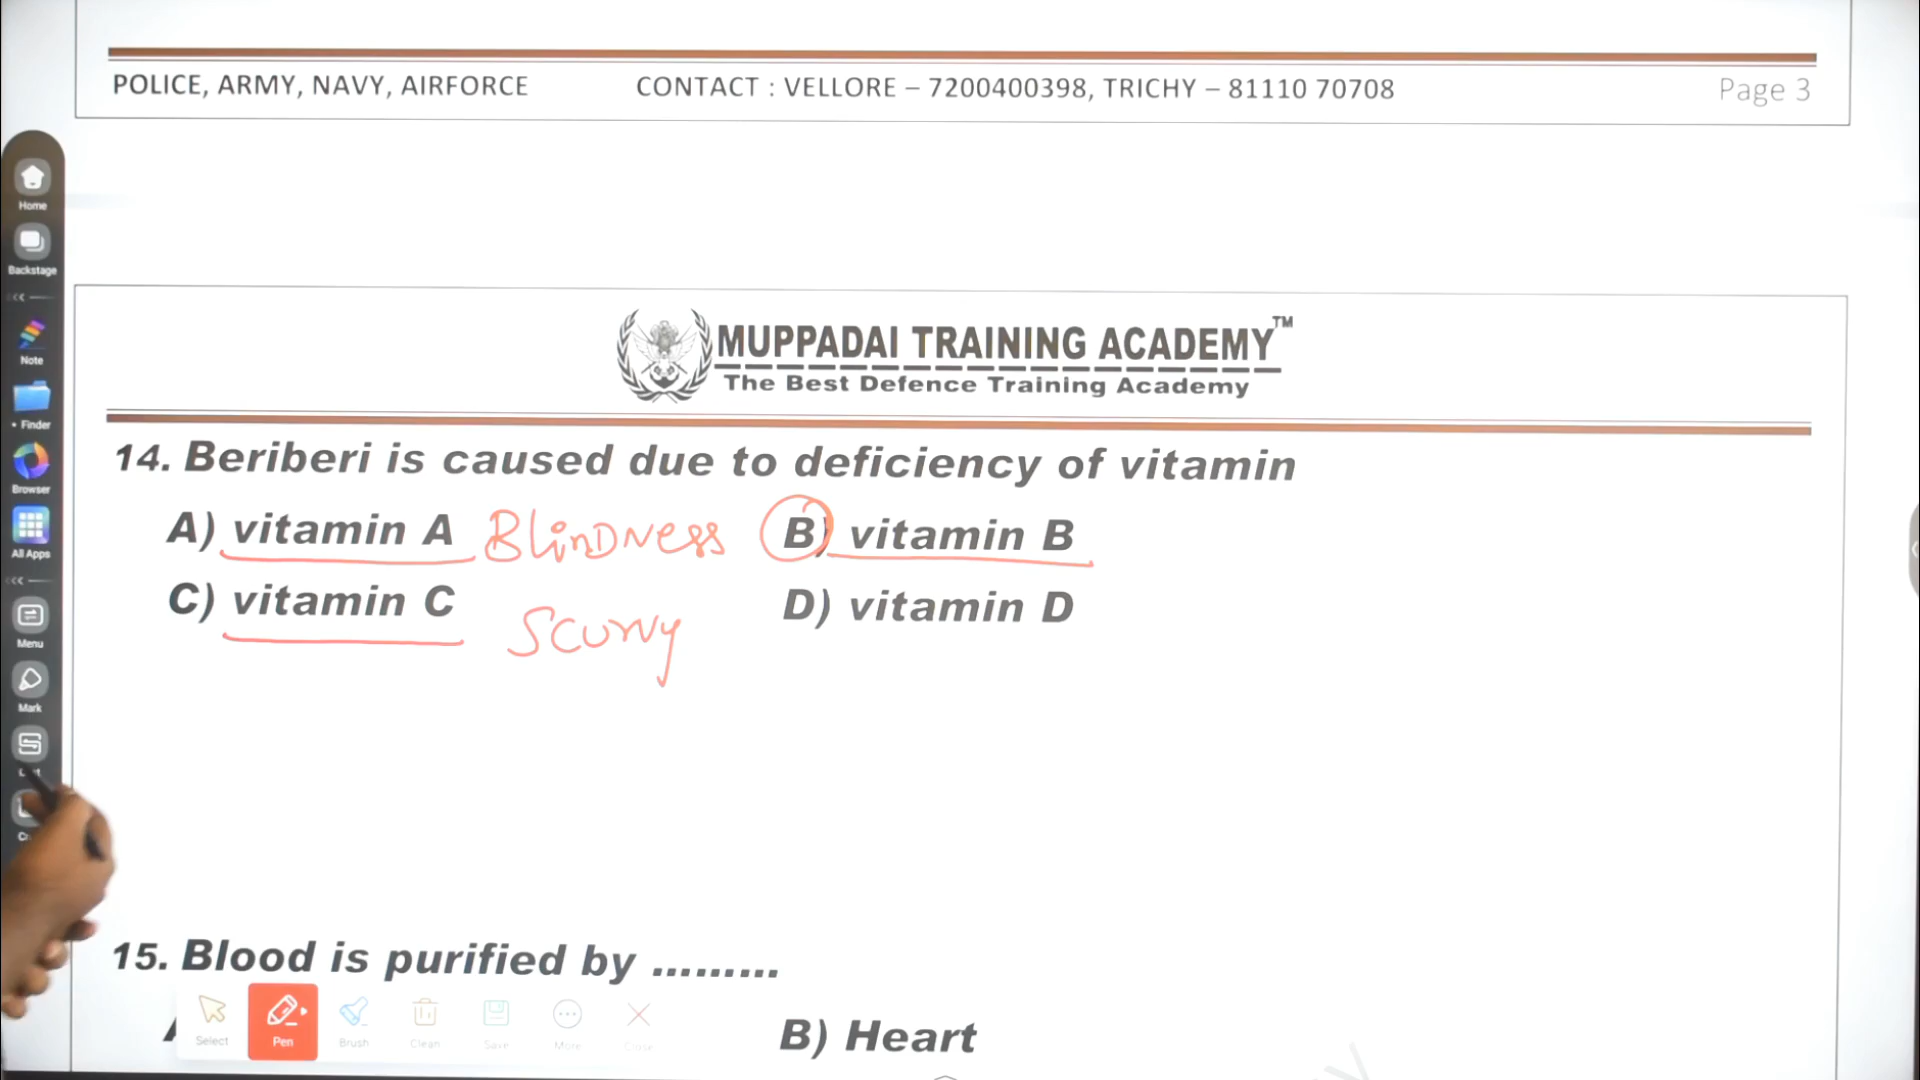 POLICE, ARMY, NAVY, AIRFORCE CONTACT : VELLORE – 7200400398, TRICHY – 81110 70708 Page 3
Home
Backstage
Note
Finder
Browser
All Apps
Menu
Mark
MUPPADAI TRAINING ACADEMY™
The Best Defence Training Academy
14. Beriberi is caused due to deficiency of vitamin
A) vitamin A BlinDNess B) vitamin B
C) vitamin C Scurvy D) vitamin D
15. Blood is purified by .........
B) Heart
Select Pen Brush Clean Save More Close